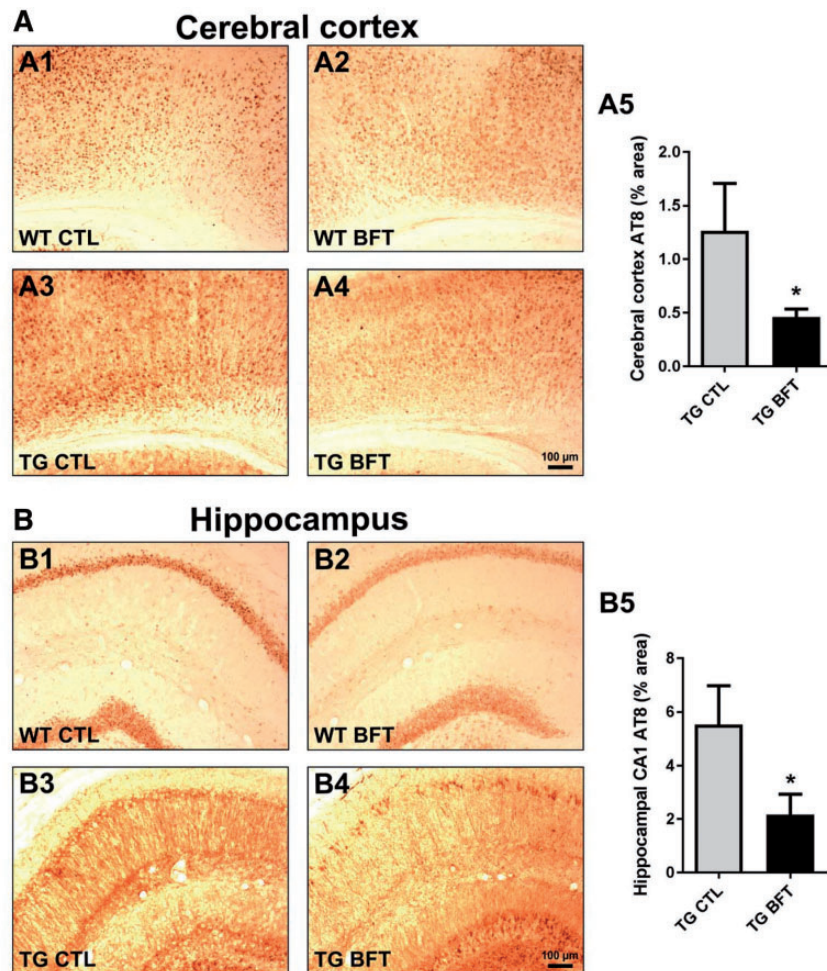 A
Cerebral cortex
A1
WT CTL
A2
WT BFT
A3
TG CTL
A4
TG BFT
100 µm
A5
Cerebral cortex AT8 (% area)
2.0
1.5
1.0
0.5
0.0
*
TG CTL
TG BFT
B
Hippocampus
B1
WT CTL
B2
WT BFT
B3
TG CTL
B4
TG BFT
100 µm
B5
Hippocampal CA1 AT8 (% area)
8
6
4
2
0
*
TG CTL
TG BFT